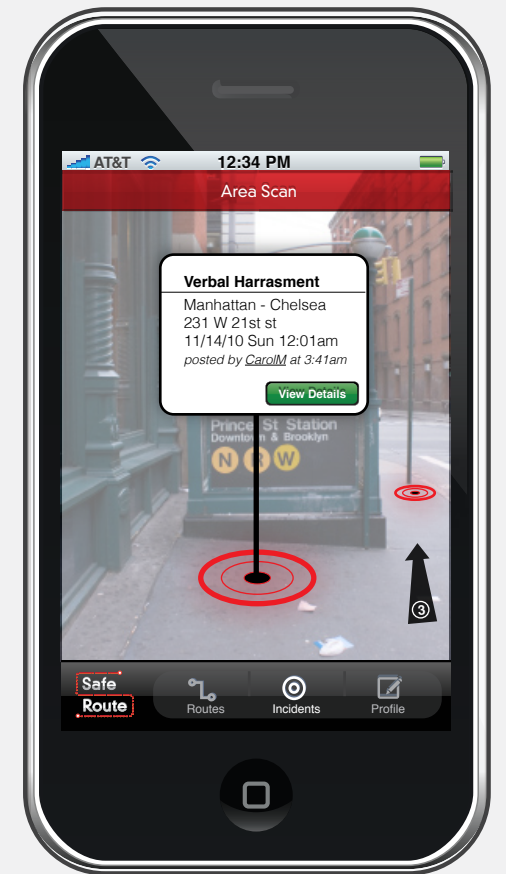 AT&T 12:34 PM
Area Scan
Verbal Harrasment
Manhattan - Chelsea
231 W 21st st
11/14/10 Sun 12:01am
posted by CarolM at 3:41am
View Details
Prince St Station
Downtown & Brooklyn
N R W
3
Safe
Route
Routes Incidents Profile